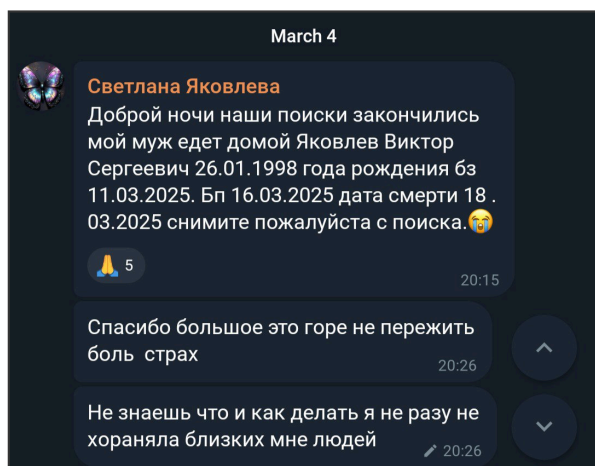 March 4
Светлана Яковлева
Доброй ночи наши поиски закончились
мой муж едет домой Яковлев Виктор
Сергеевич 26.01.1998 года рождения бз
11.03.2025. Бп 16.03.2025 дата смерти 18 .
03.2025 снимите пожалуйста с поиска.😭
🙏 5
20:15
Спасибо большое это горе не пережить
боль страх
20:26
Не знаешь что и как делать я не разу не
хораняла близких мне людей
20:26